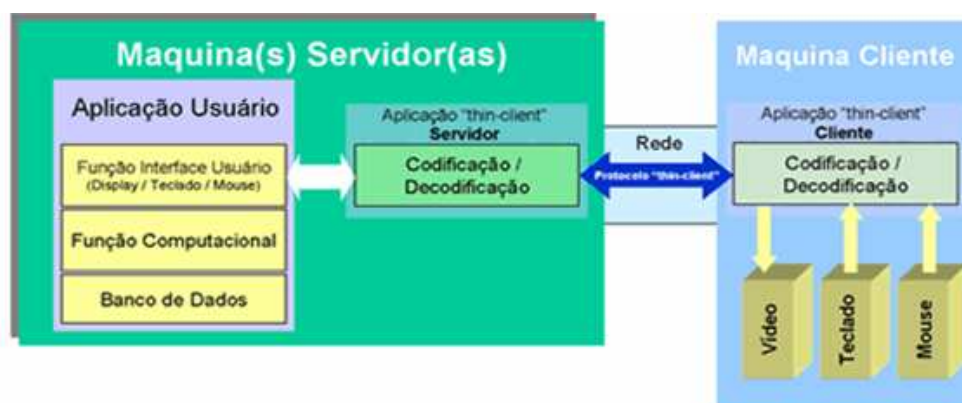 Maquina(s) Servidor(as)
Aplicação Usuário
Função Interface Usuário
(Display / Teclado / Mouse)
Função Computacional
Banco de Dados
Aplicação "thin-client"
Servidor
Codificação /
Decodificação
Rede
Protocolo "thin-client"
Maquina Cliente
Aplicação "thin-client"
Cliente
Codificação /
Decodificação
Vídeo
Teclado
Mouse